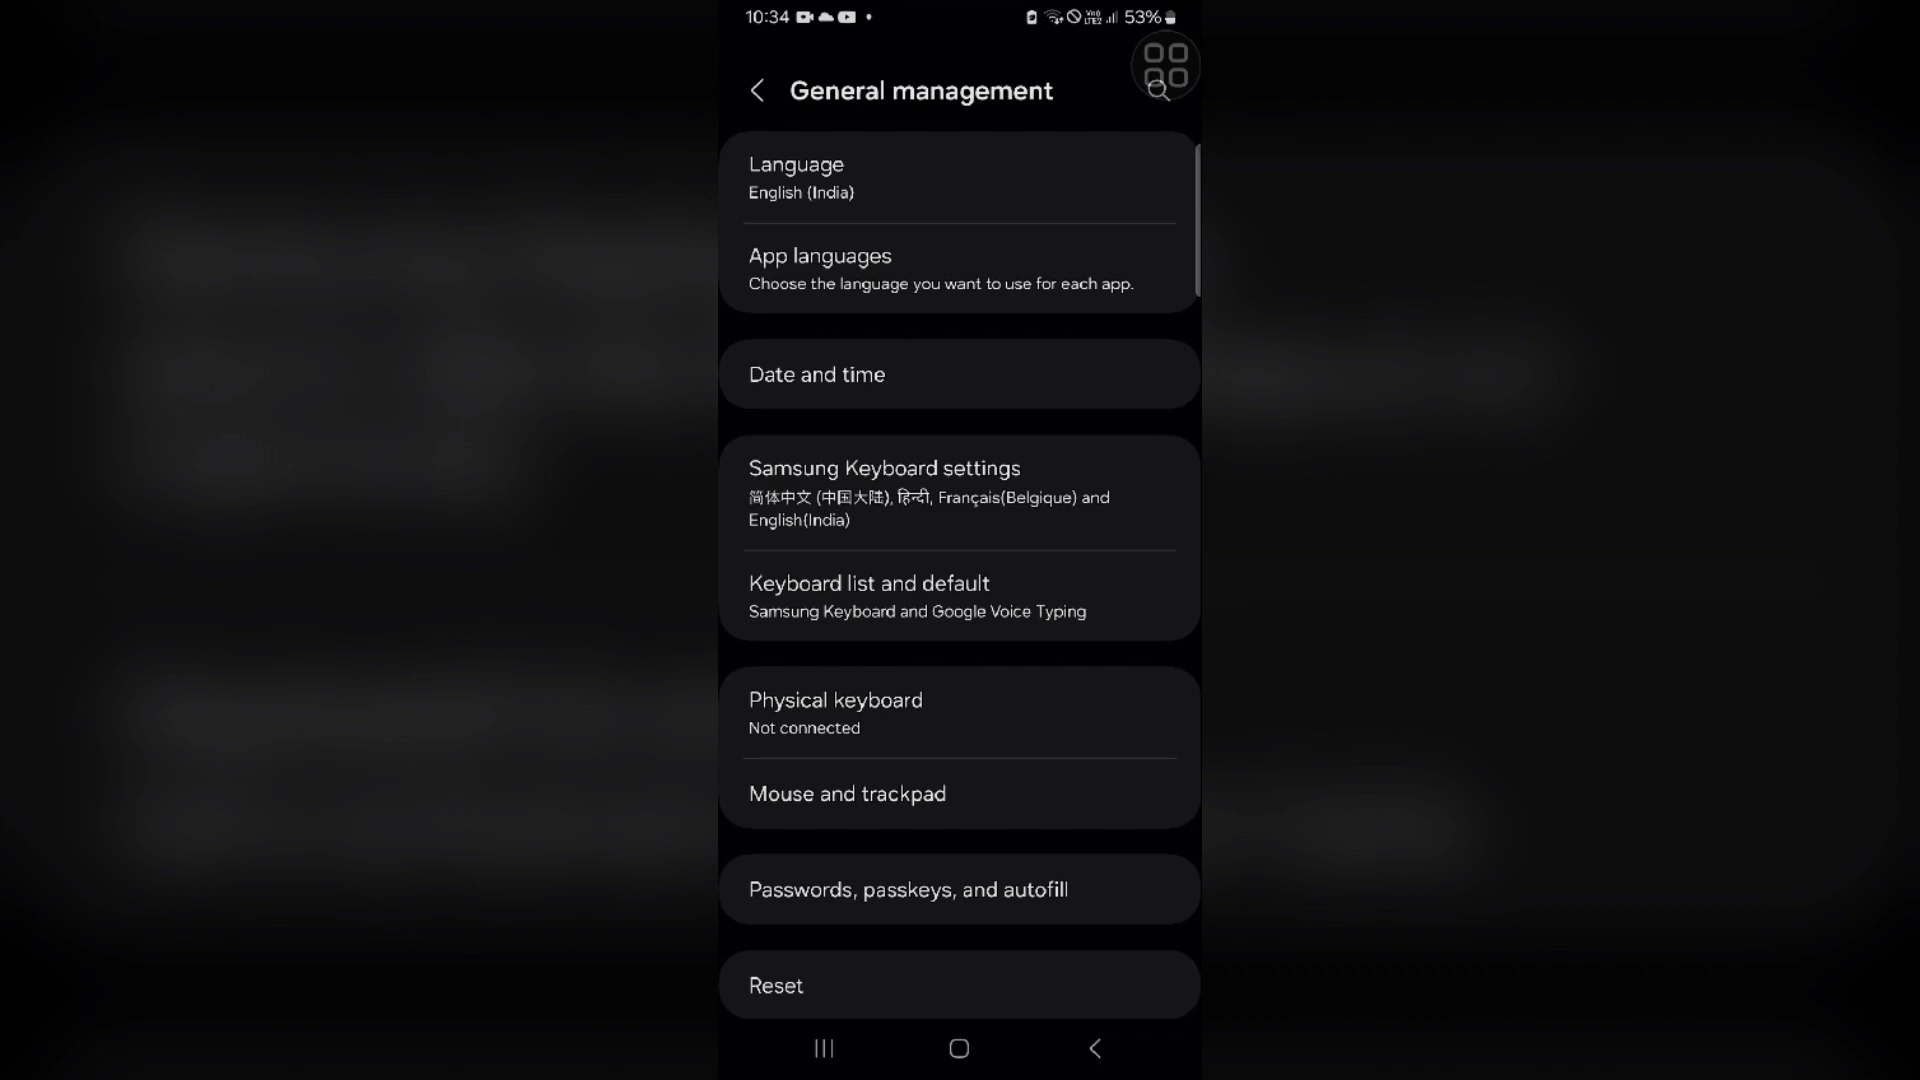 10:34
Vo)) LTE2
53%
General management
Language
English (India)
App languages
Choose the language you want to use for each app.
Date and time
Samsung Keyboard settings
简体中文 (中国大陆), हिन्दी, Français(Belgique) and
English(India)
Keyboard list and default
Samsung Keyboard and Google Voice Typing
Physical keyboard
Not connected
Mouse and trackpad
Passwords, passkeys, and autofill
Reset